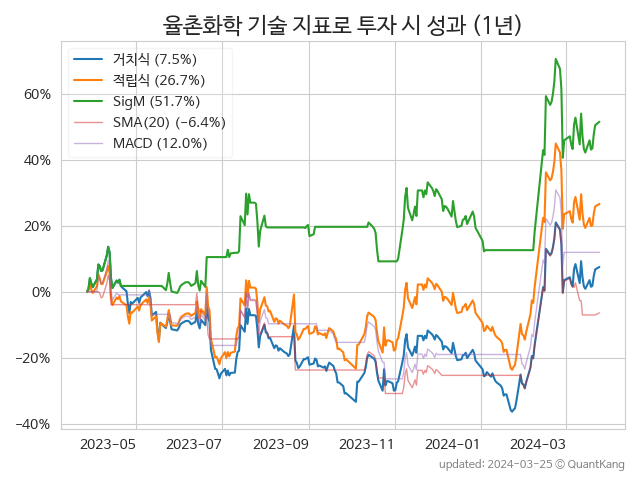 율촌화학 기술 지표로 투자 시 성과 (1년)
거치식 (7.5%)
적립식 (26.7%)
SigM (51.7%)
SMA(20) (−6.4%)
MACD (12.0%)
60%
40%
20%
0%
−20%
−40%
2023−05 2023−07 2023−09 2023−11 2024−01 2024−03
updated: 2024−03−25 © QuantKang